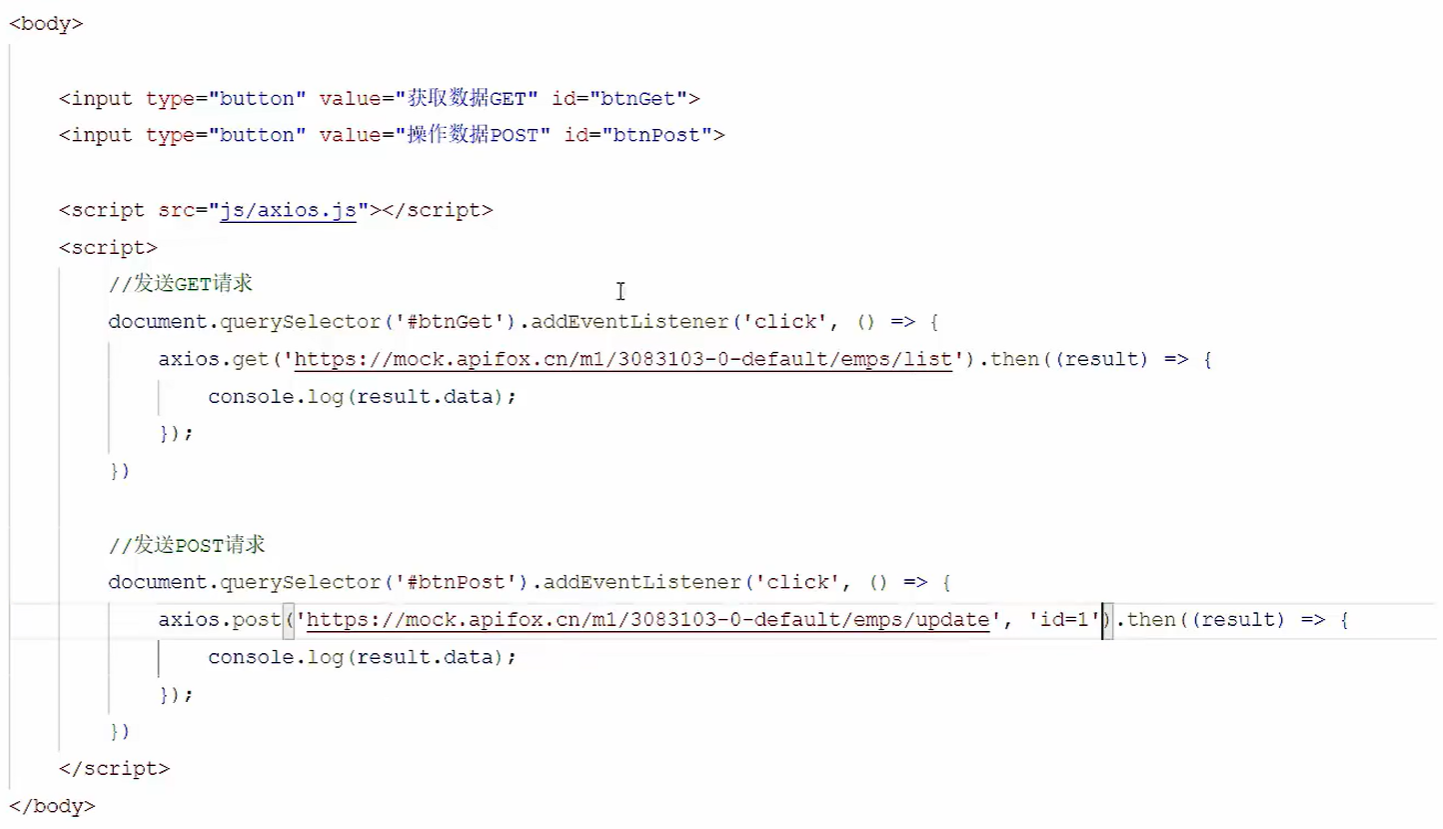 <body>
<input type="button" value="获取数据GET" id="btnGet">
<input type="button" value="操作数据POST" id="btnPost">
<script src="js/axios.js"></script>
<script>
//发送GET请求
document.querySelector('#btnGet').addEventListener('click', () => {
axios.get('https://mock.apifox.cn/m1/3083103-0-default/emps/list').then((result) => {
console.log(result.data);
});
})
//发送POST请求
document.querySelector('#btnPost').addEventListener('click', () => {
axios.post('https://mock.apifox.cn/m1/3083103-0-default/emps/update', 'id=1').then((result) => {
console.log(result.data);
});
})
</script>
</body>